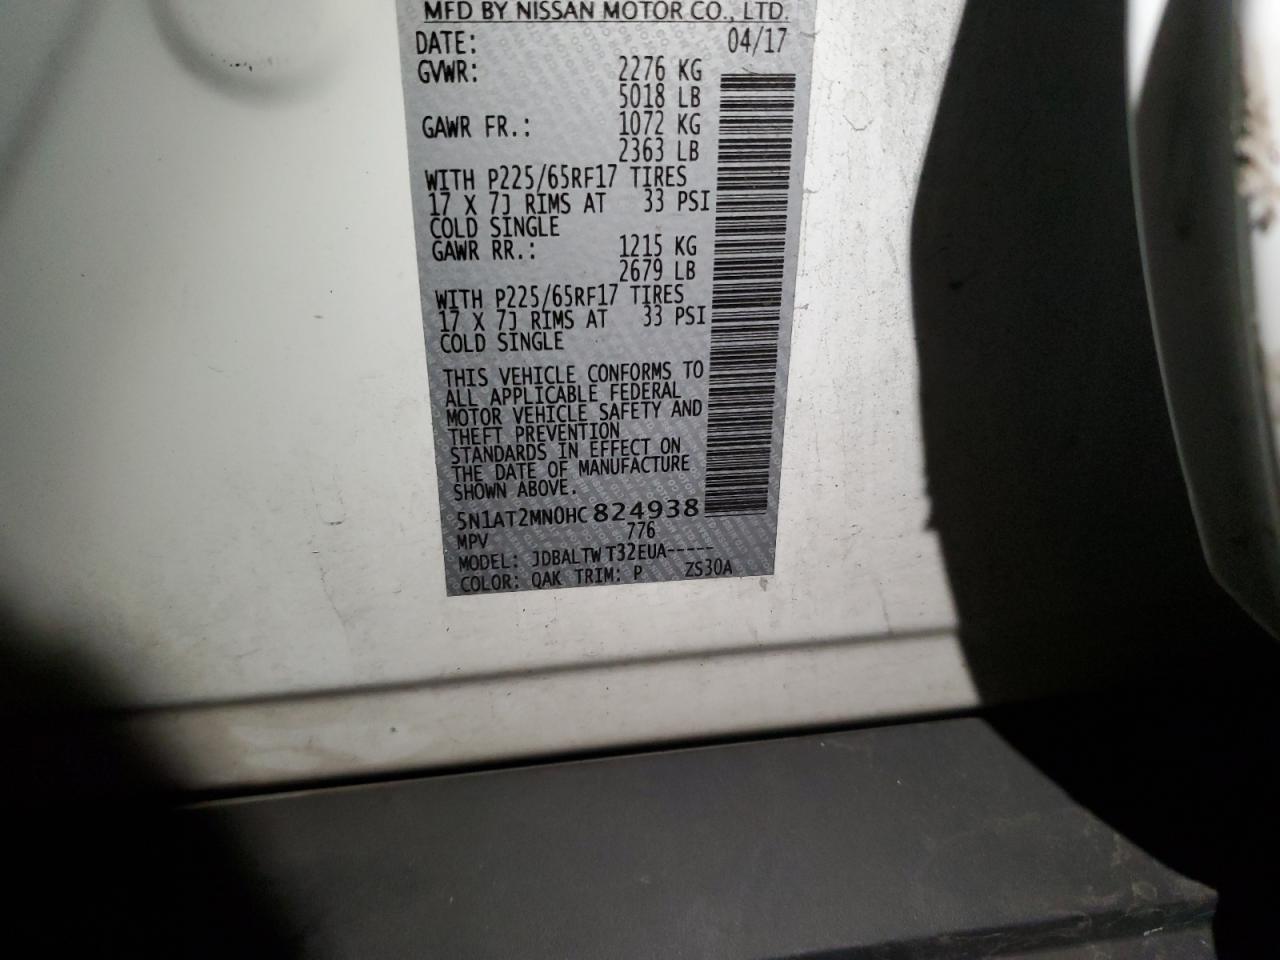 MFD BY NISSAN MOTOR CO., LTD.
DATE: 04/17
GVWR: 2276 KG
5018 LB
GAWR FR.: 1072 KG
2363 LB
WITH P225/65RF17 TIRES
17 X 7J RIMS AT 33 PSI
COLD SINGLE
GAWR RR.: 1215 KG
2679 LB
WITH P225/65RF17 TIRES
17 X 7J RIMS AT 33 PSI
COLD SINGLE
THIS VEHICLE CONFORMS TO
ALL APPLICABLE FEDERAL
MOTOR VEHICLE SAFETY AND
THEFT PREVENTION
STANDARDS IN EFFECT ON
THE DATE OF MANUFACTURE
SHOWN ABOVE.
5N1AT2MN0HC824938
MPV 776
MODEL: JDBALTWT32EUA-----
COLOR: QAK TRIM: P ZS30A